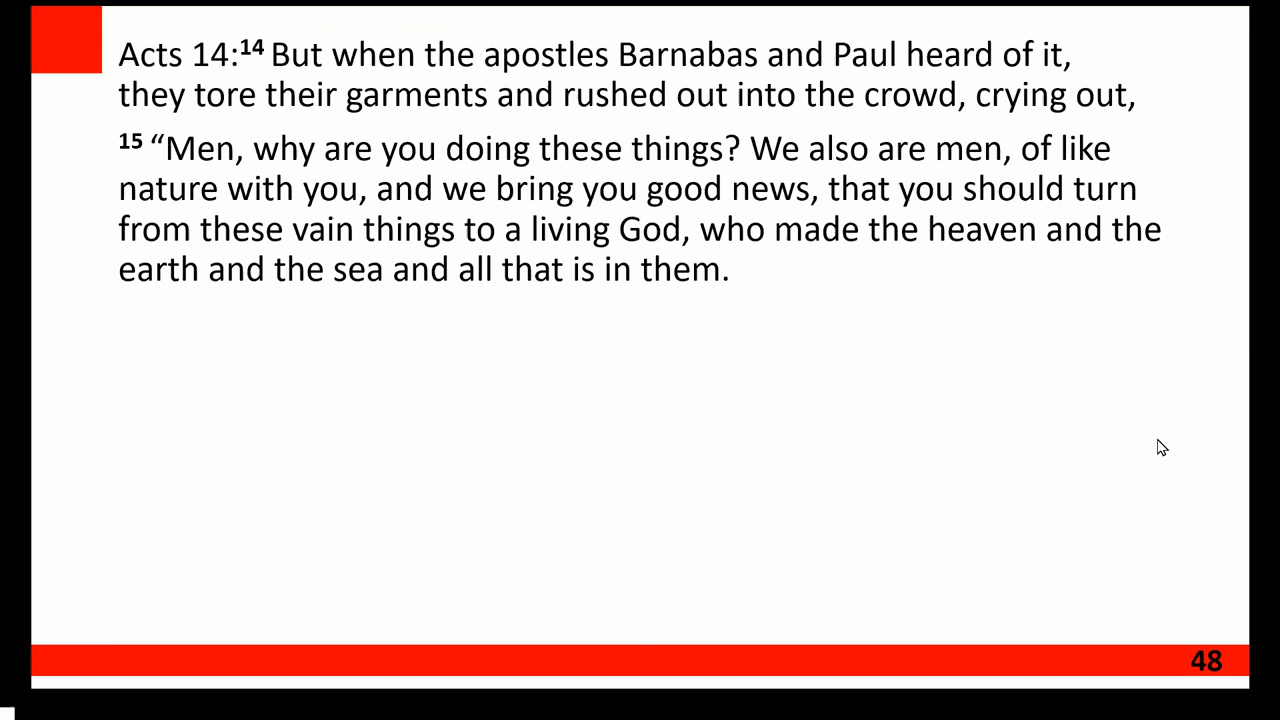 Acts 14:14 But when the apostles Barnabas and Paul heard of it,
they tore their garments and rushed out into the crowd, crying out,
15 “Men, why are you doing these things? We also are men, of like
nature with you, and we bring you good news, that you should turn
from these vain things to a living God, who made the heaven and the
earth and the sea and all that is in them.
48